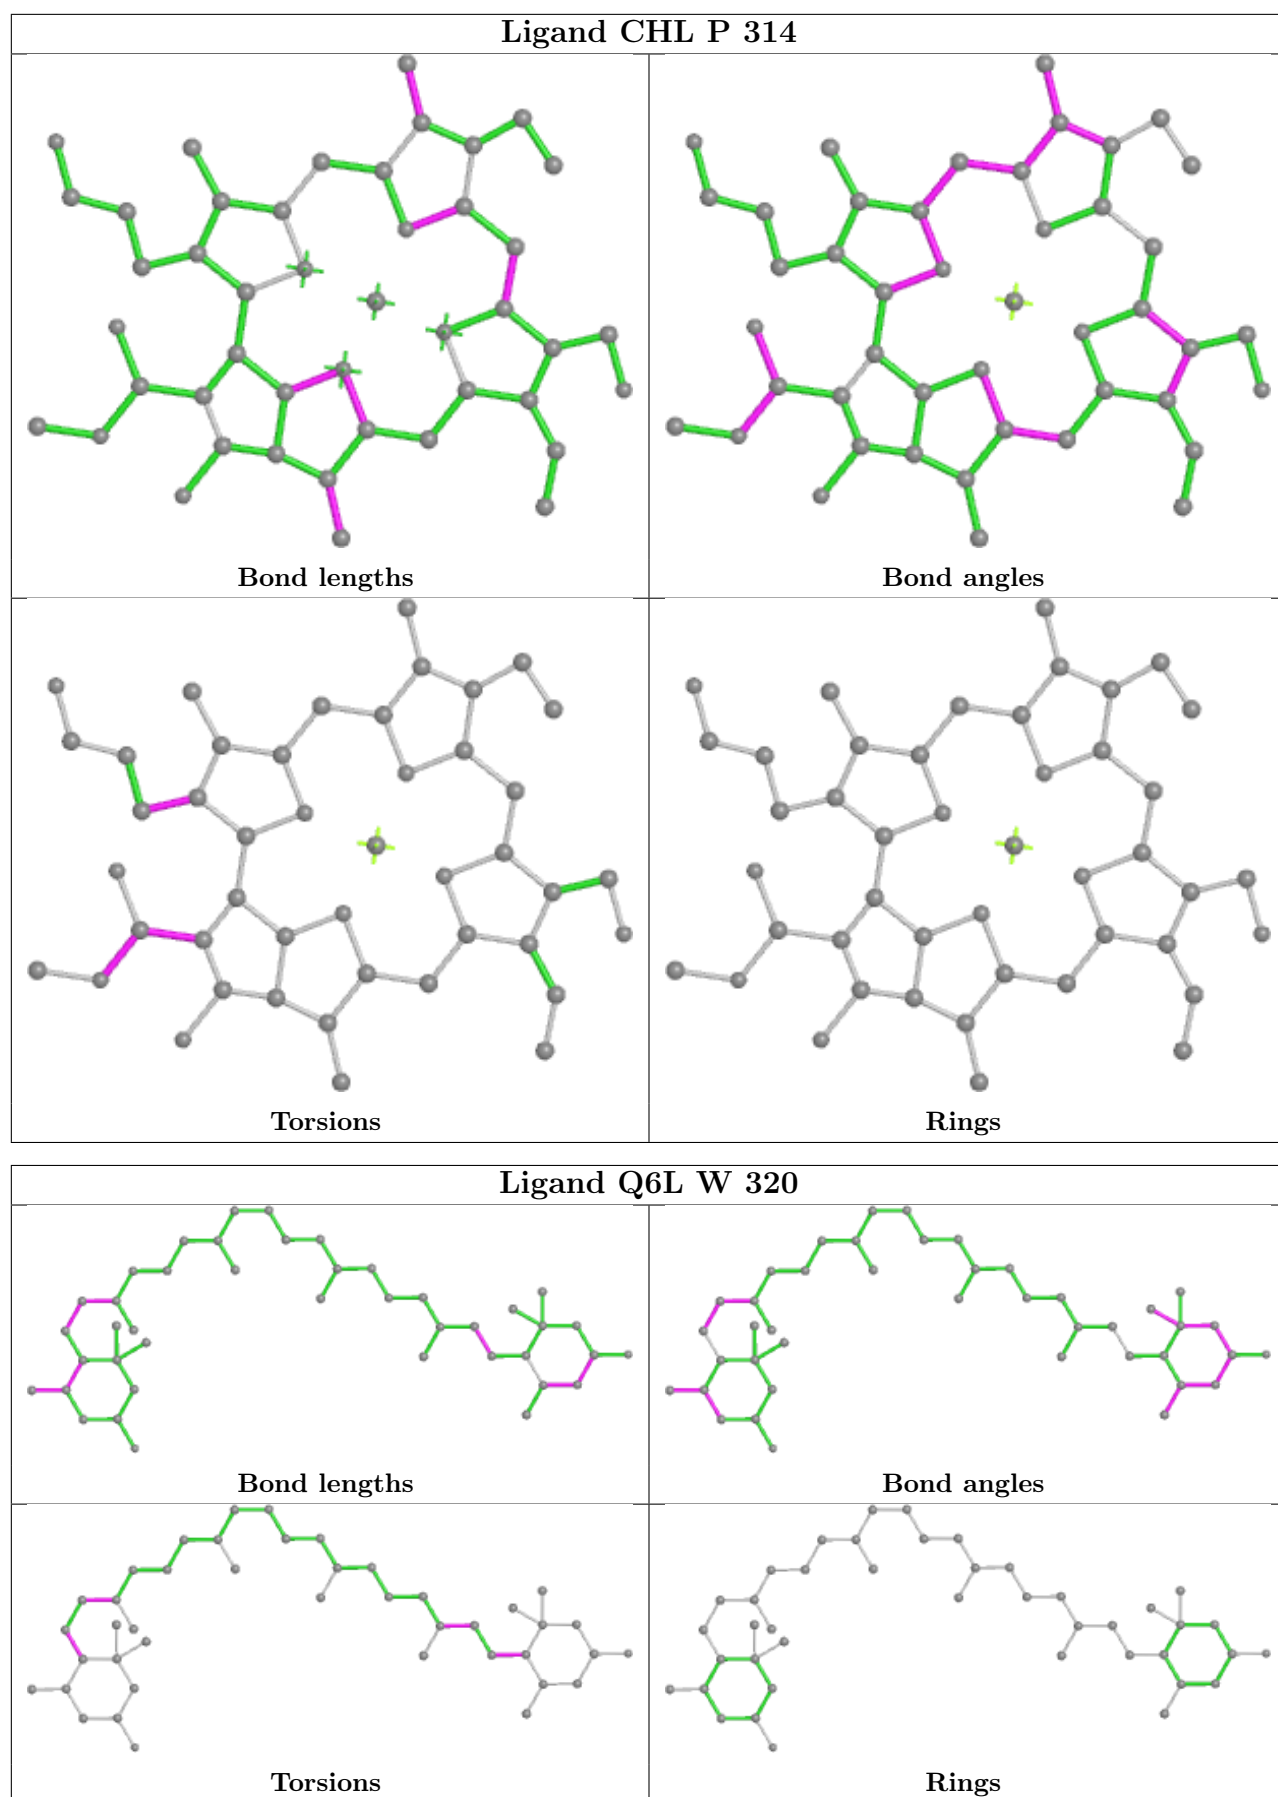 Ligand CHL P 314
Bond lengths
Bond angles
Torsions
Rings
Ligand Q6L W 320
Bond lengths
Bond angles
Torsions
Rings